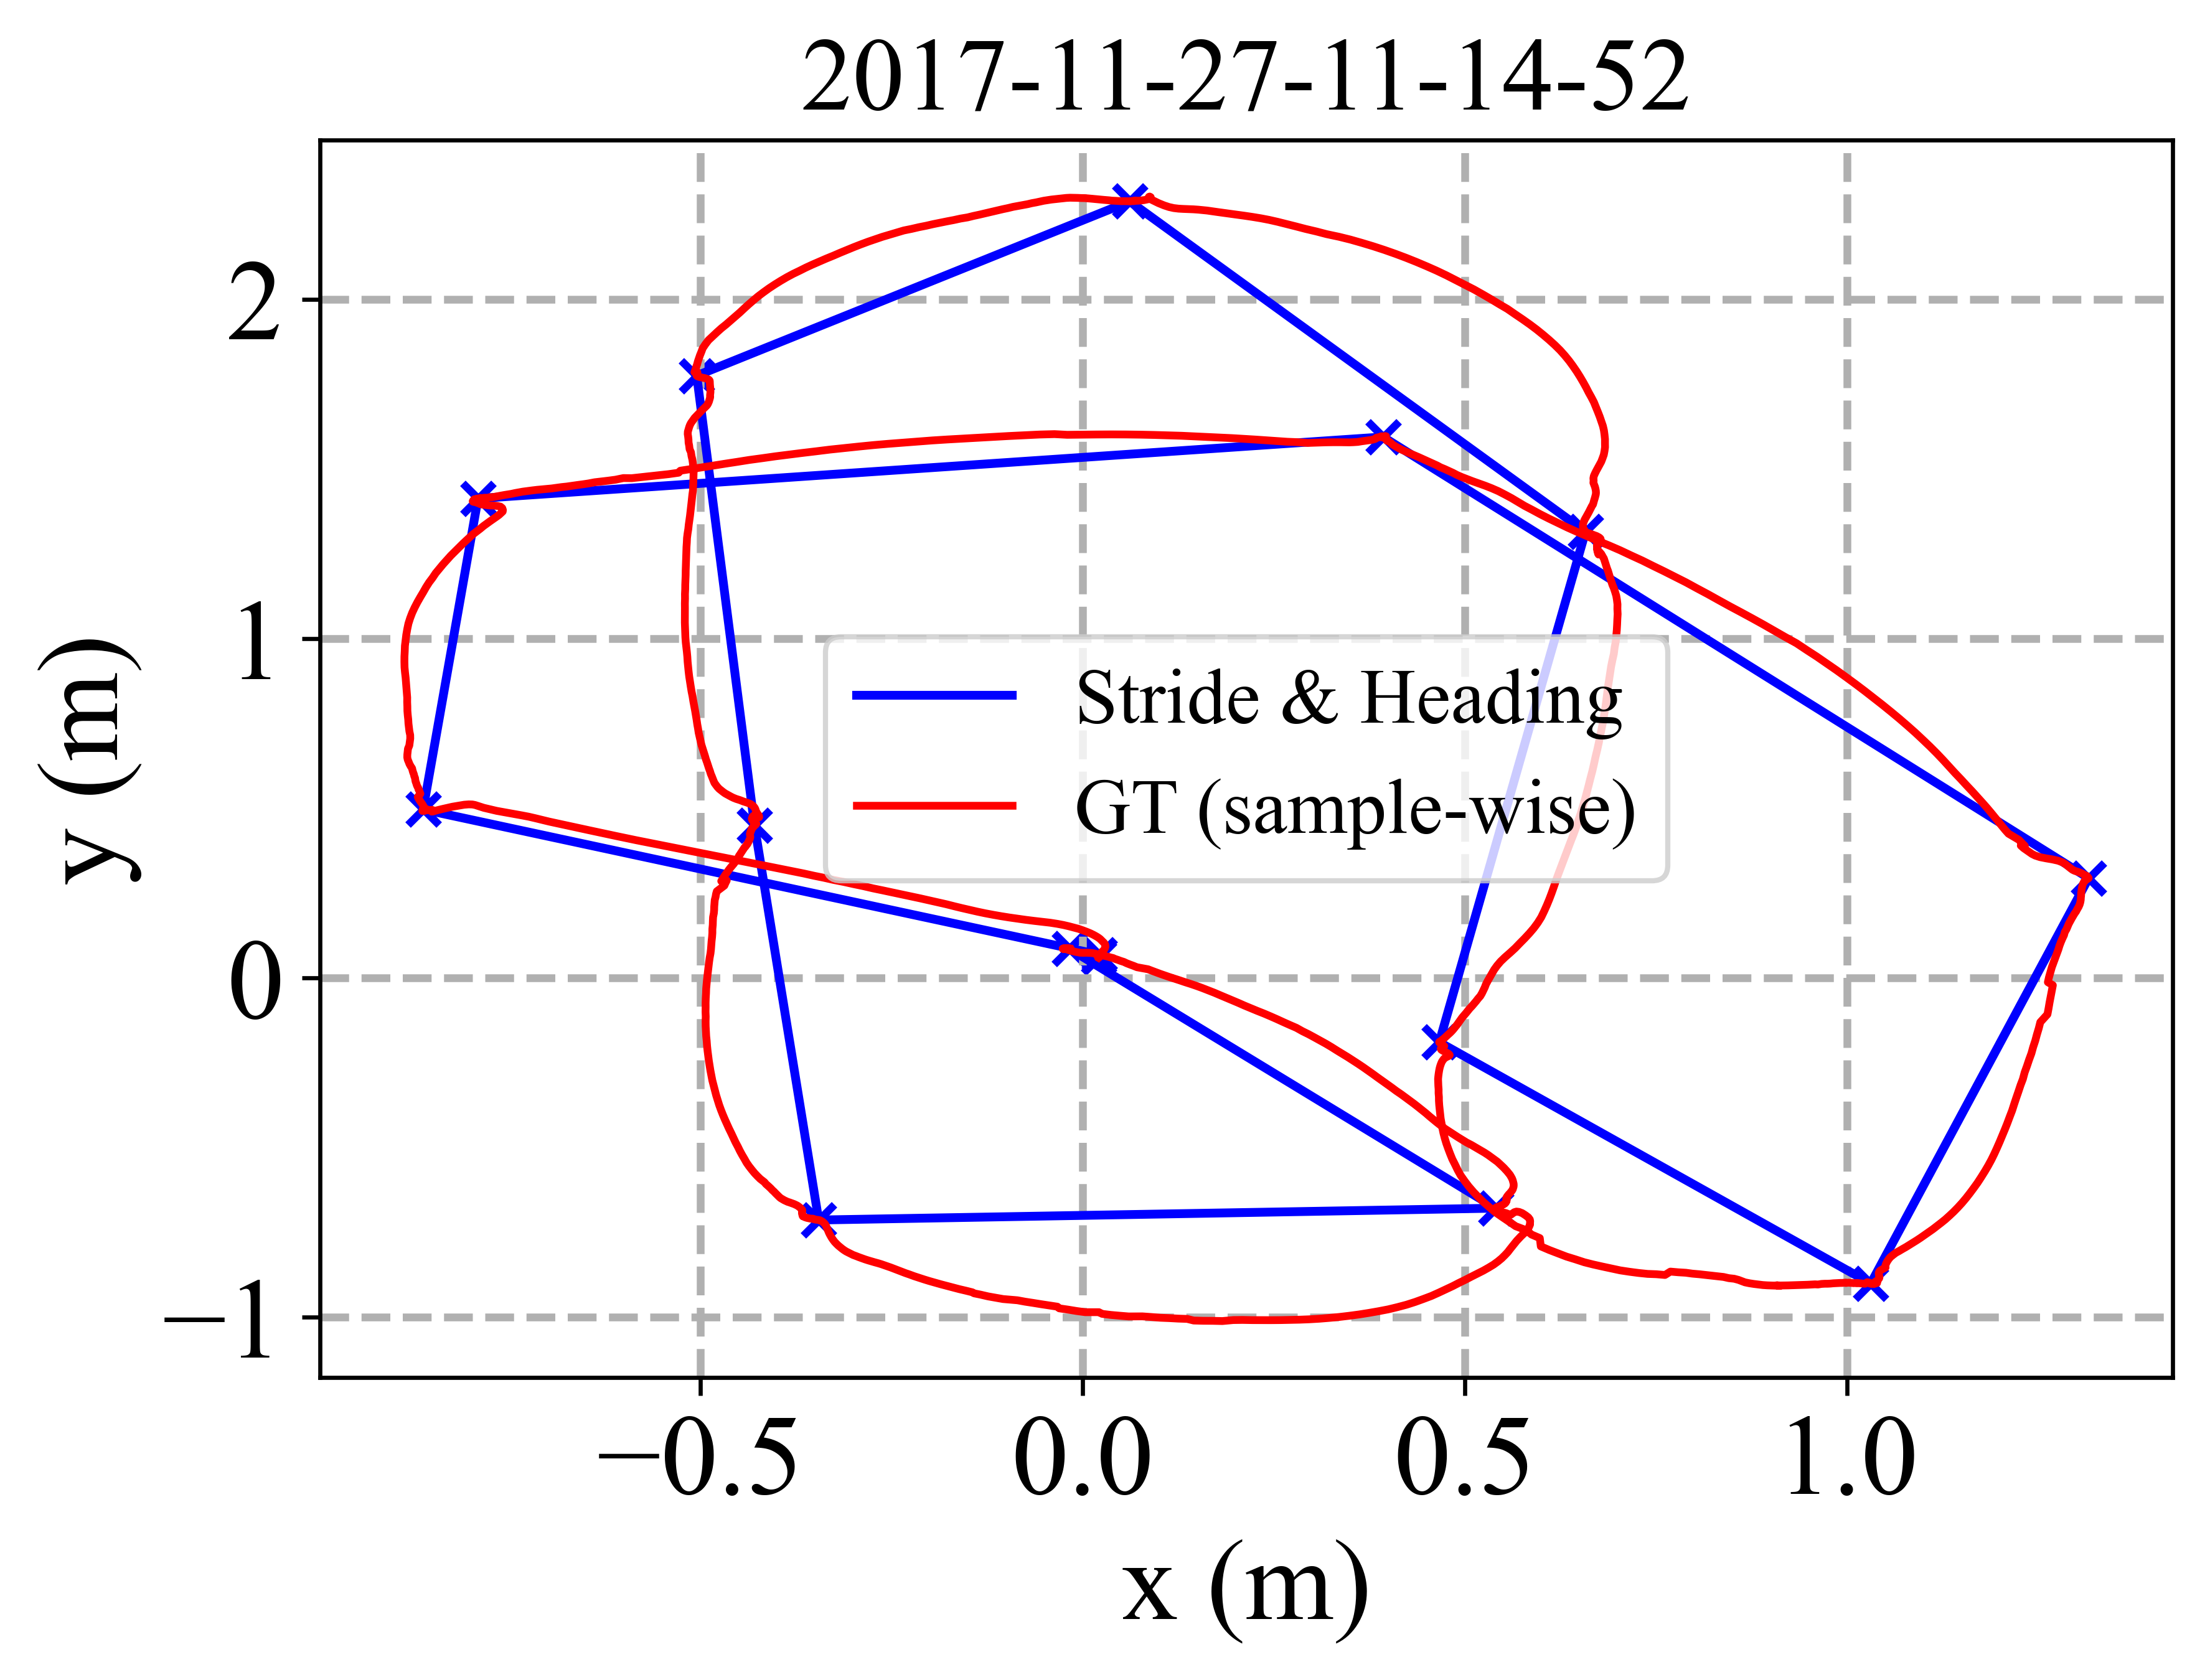 2017-11-27-11-14-52
y (m)
2
1
0
−1
Stride & Heading
GT (sample-wise)
−0.5 0.0 0.5 1.0
x (m)